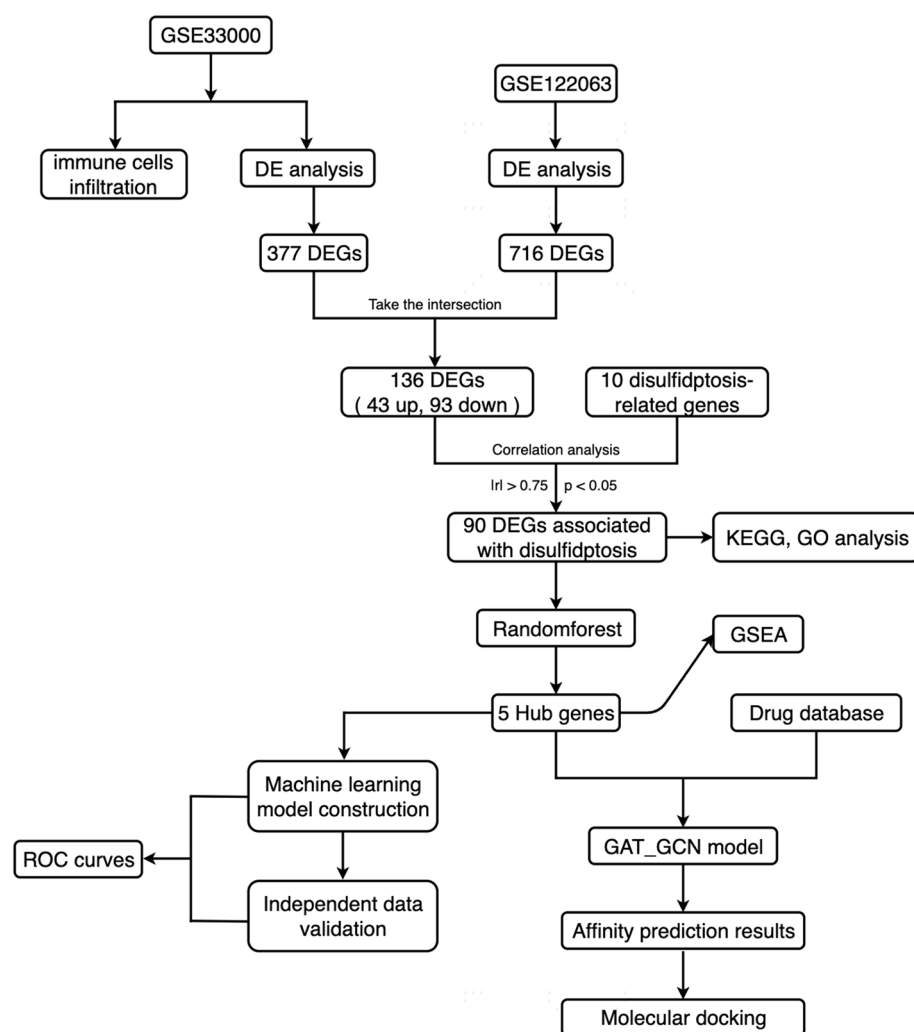 GSE33000
GSE122063
immune cells
infiltration
DE analysis
DE analysis
377 DEGs
716 DEGs
Take the intersection
136 DEGs
( 43 up, 93 down )
10 disulfidptosis-
related genes
Correlation analysis
|r| > 0.75 p < 0.05
90 DEGs associated
with disulfidptosis
KEGG, GO analysis
Randomforest
GSEA
5 Hub genes
Drug database
Machine learning
model construction
GAT_GCN model
ROC curves
Independent data
validation
Affinity prediction results
Molecular docking